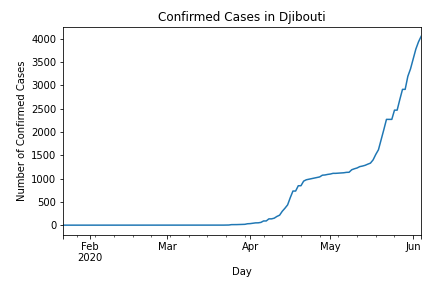 Confirmed Cases in Djibouti
Number of Confirmed Cases
4000
3500
3000
2500
2000
1500
1000
500
0
Feb
2020
Mar
Apr
May
Jun
Day